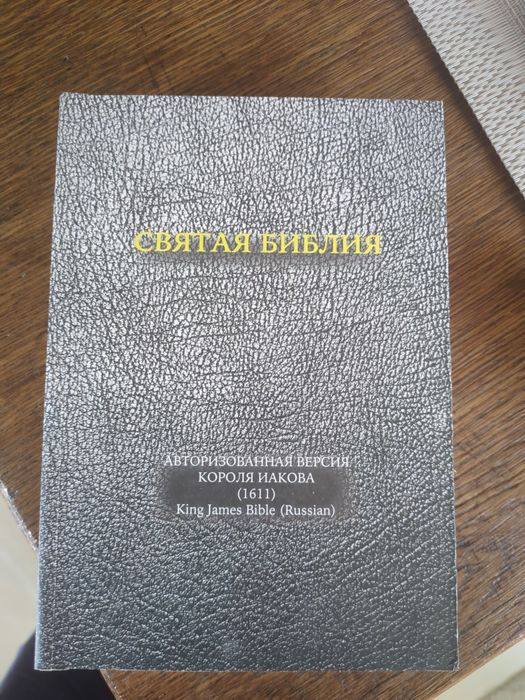 СВЯТАЯ БИБЛИЯ
АВТОРИЗОВАННАЯ ВЕРСИЯ
КОРОЛЯ ИАКОВА
(1611)
King James Bible (Russian)